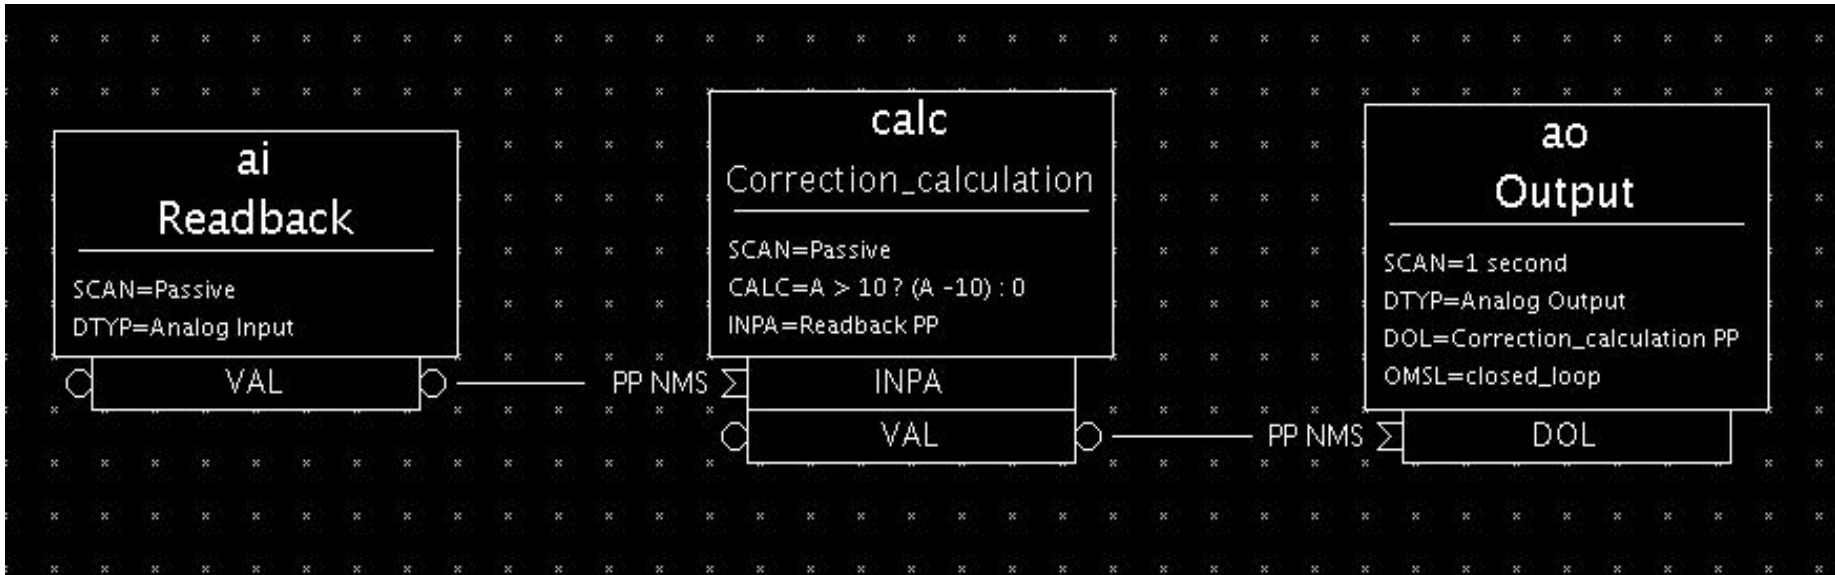 ai
Readback
SCAN=Passive
DTYP=Analog Input
VAL
PP NMS
calc
Correction_calculation
SCAN=Passive
CALC=A > 10 ? (A -10) : 0
INPA=Readback PP
INPA
VAL
PP NMS
ao
Output
SCAN=1 second
DTYP=Analog Output
DOL=Correction_calculation PP
OMSL=closed_loop
DOL